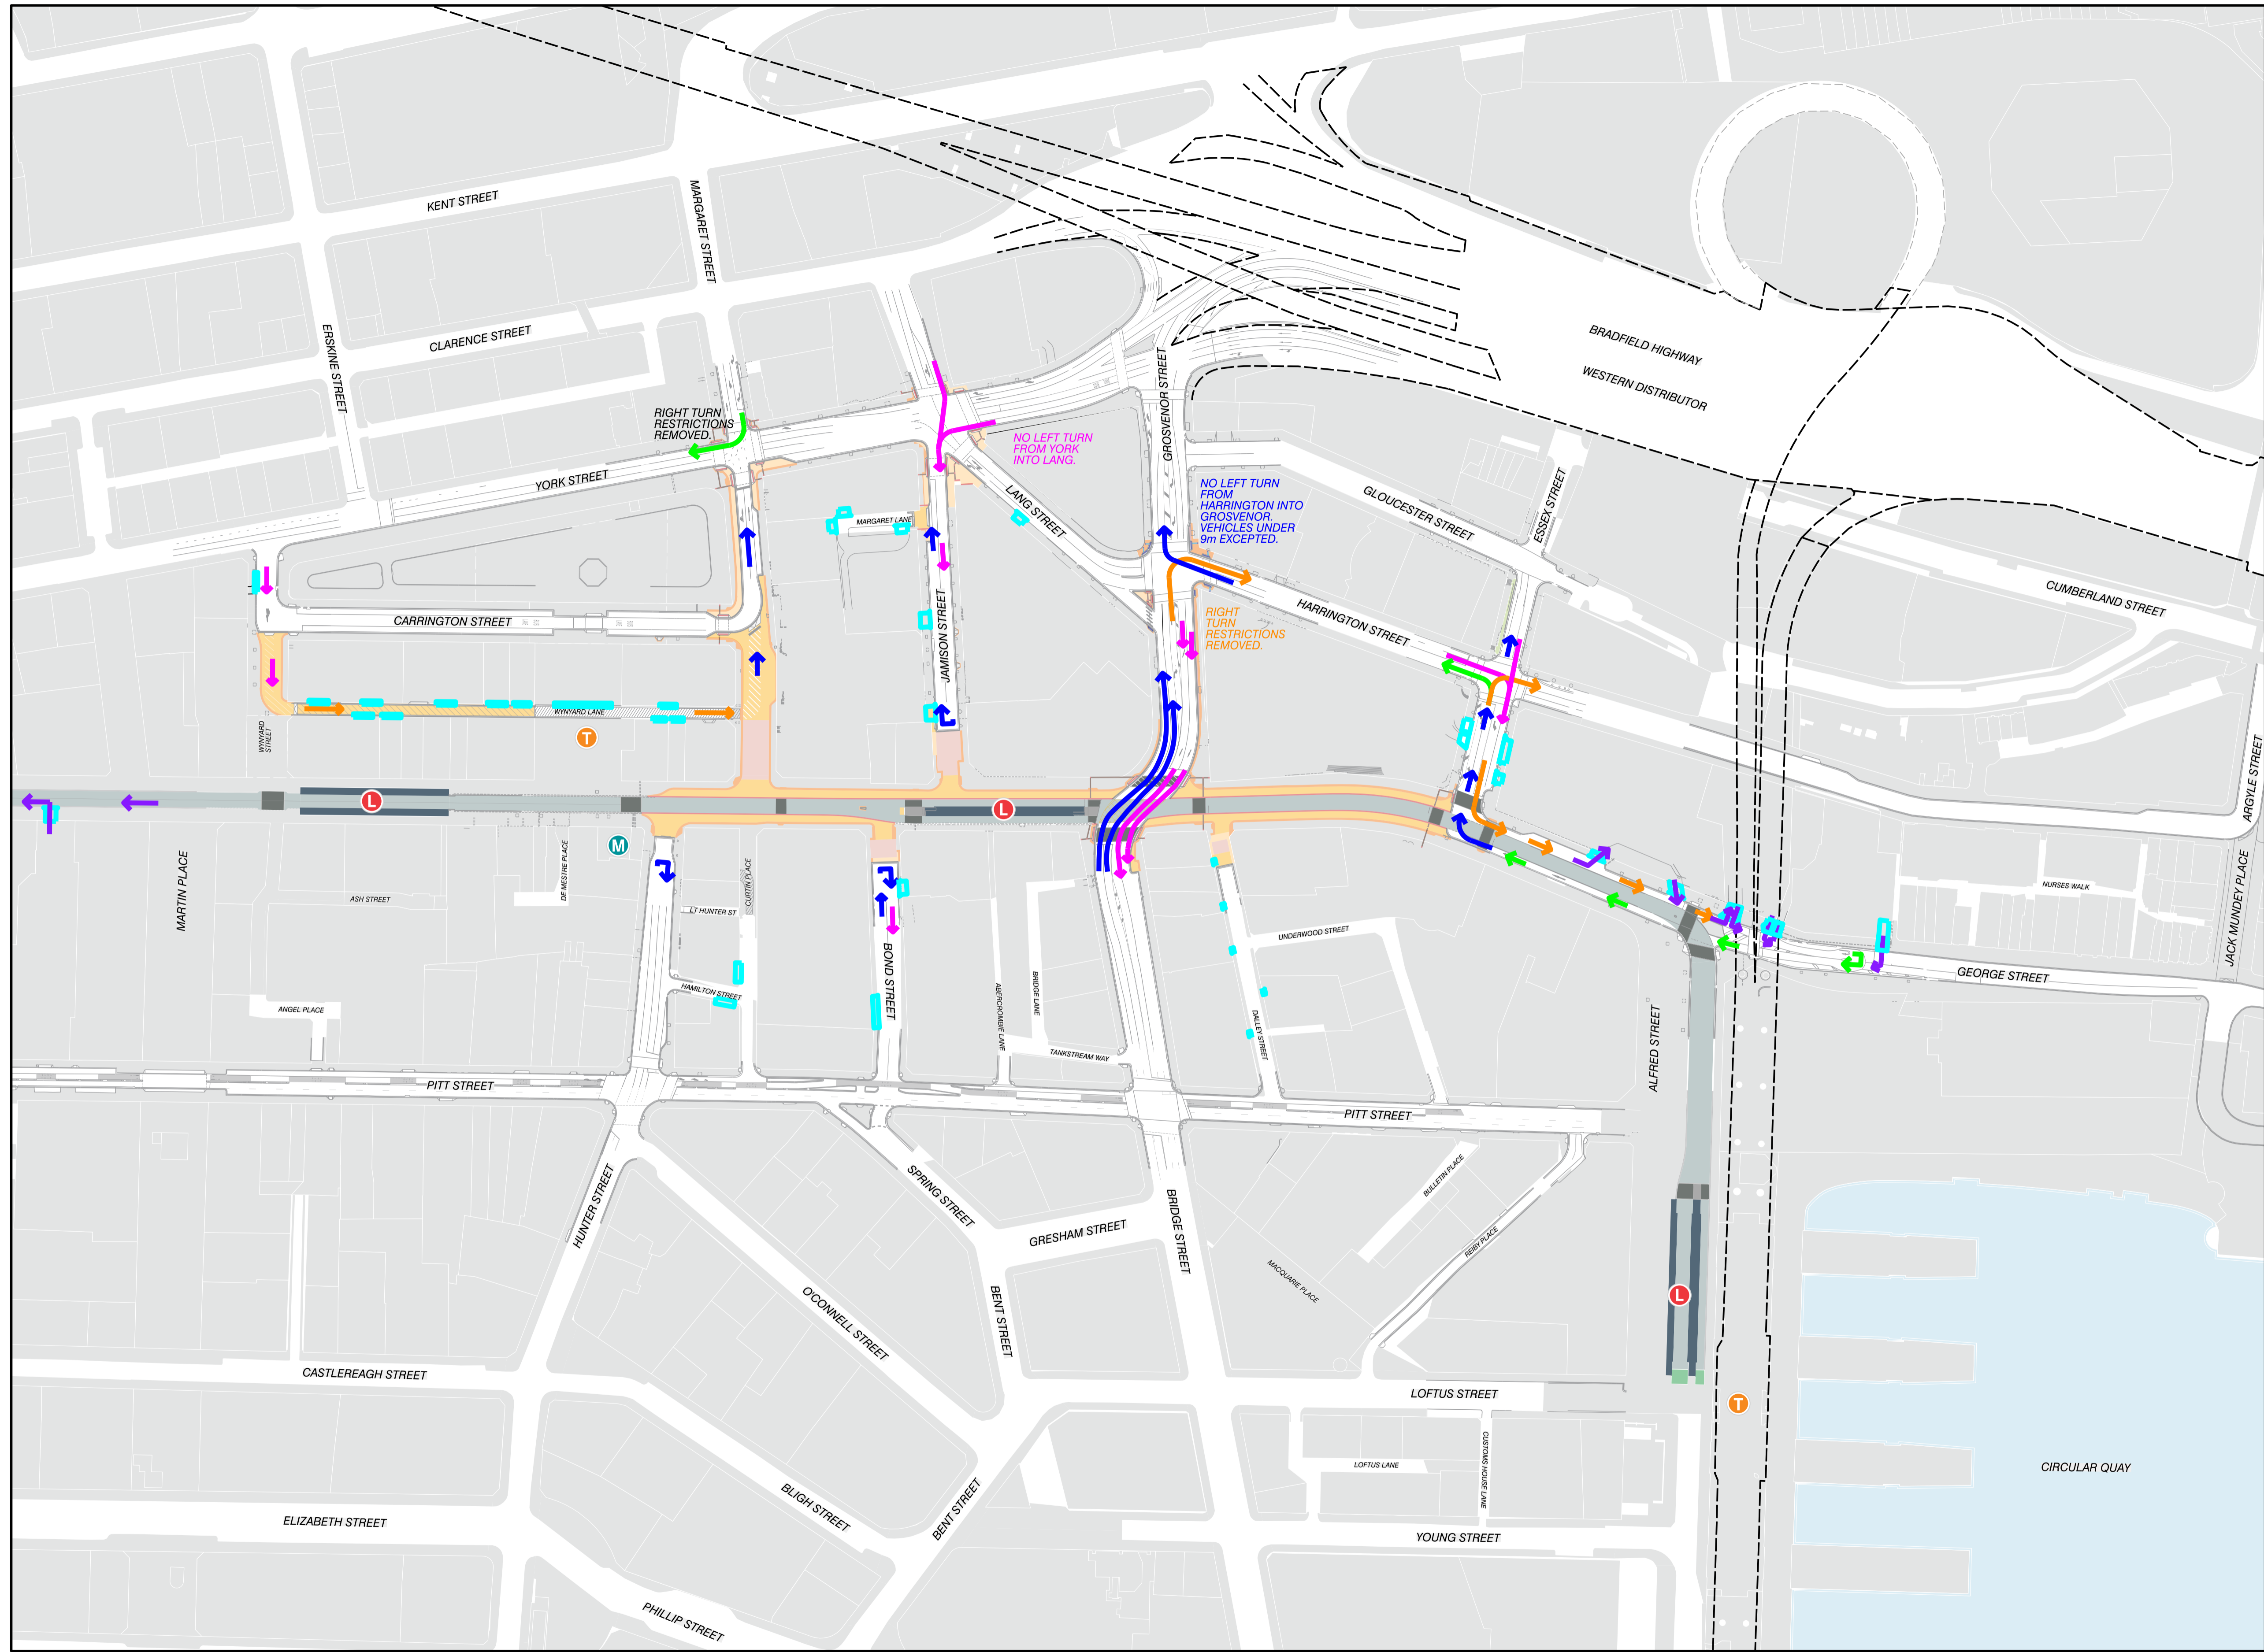 KENT STREET
MARGARET STREET
CLARENCE STREET
ERSKINE STREET
BRADFIELD HIGHWAY
WESTERN DISTRIBUTOR
GROSVENOR STREET
RIGHT TURN
RESTRICTIONS
REMOVED.
NO LEFT TURN
FROM YORK
INTO LANG.
YORK STREET
LANG STREET
MARGARET LANE
NO LEFT TURN
FROM
HARRINGTON INTO
GROSVENOR.
VEHICLES UNDER
9m EXCEPTED.
GLOUCESTER STREET
ESSEX STREET
CUMBERLAND STREET
CARRINGTON STREET
JAMISON STREET
HARRINGTON STREET
RIGHT
TURN
RESTRICTIONS
REMOVED.
WYNYARD LANE
WYNYARD
STREET
T
ARGYLE STREET
L
L
M
MARTIN PLACE
ASH STREET
DE MESTRE PLACE
CURTIN PLACE
LT HUNTER ST
HAMILTON STREET
BOND STREET
ABERCROMBIE LANE
BRIDGE LANE
UNDERWOOD STREET
DALLEY STREET
TANKSTREAM WAY
NURSES WALK
JACK MUNDEY PLACE
GEORGE STREET
ALFRED STREET
ANGEL PLACE
PITT STREET
PITT STREET
HUNTER STREET
SPRING STREET
GRESHAM STREET
BRIDGE STREET
BULLETIN PLACE
REIBY PLACE
MACQUARIE PLACE
O'CONNELL STREET
BENT STREET
L
CASTLEREAGH STREET
LOFTUS STREET
T
CUSTOMS HOUSE LANE
LOFTUS LANE
CIRCULAR QUAY
BLIGH STREET
BENT STREET
ELIZABETH STREET
YOUNG STREET
PHILLIP STREET